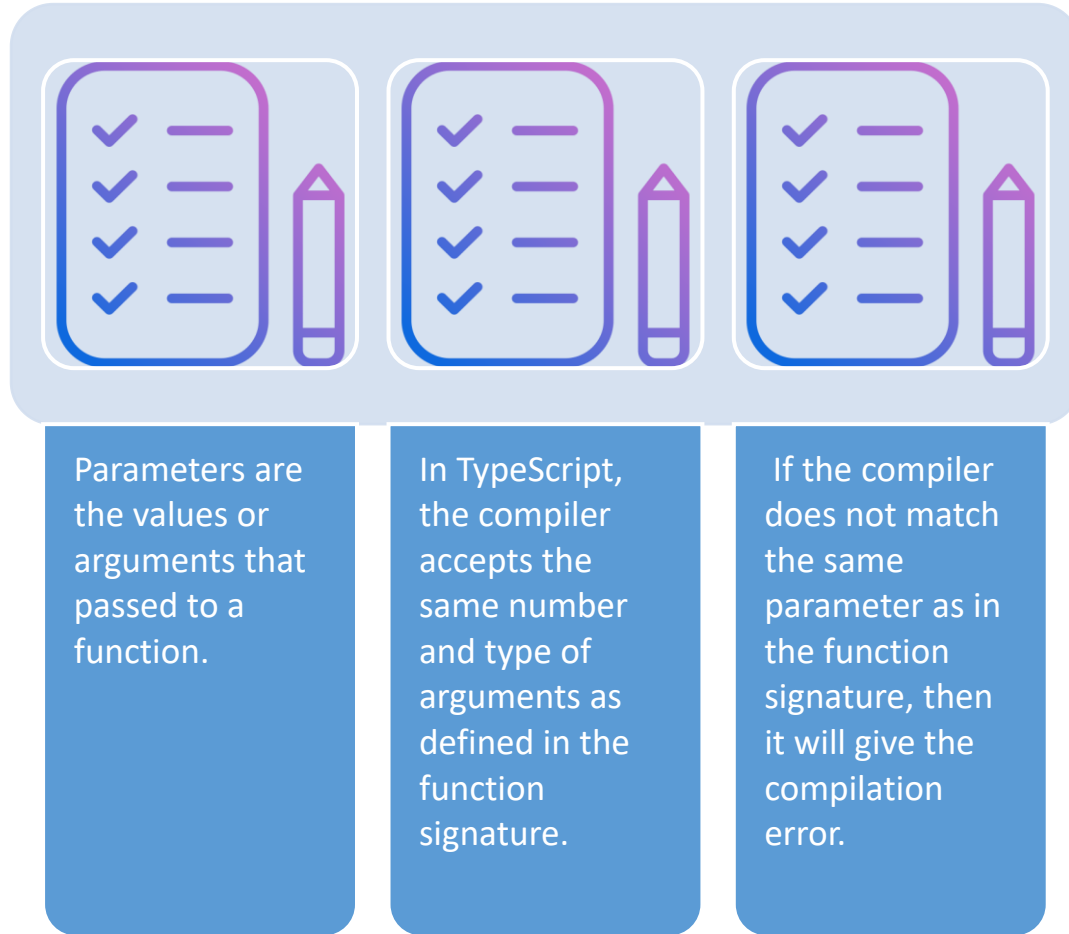 Parameters are
the values or
arguments that
passed to a
function.
In TypeScript,
the compiler
accepts the
same number
and type of
arguments as
defined in the
function
signature.
If the compiler
does not match
the same
parameter as in
the function
signature, then
it will give the
compilation
error.